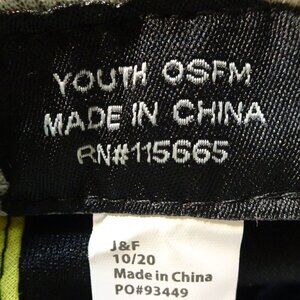 YOUTH OSFM
MADE IN CHINA
RN#115665
J&F
10/20
Made in China
PO#93449